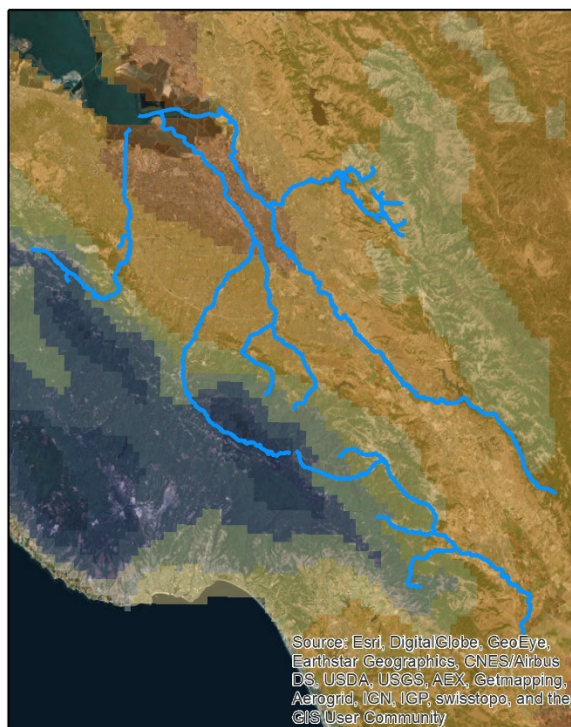 Source: Esri, DigitalGlobe, GeoEye,
Earthstar Geographics, CNES/Airbus
DS, USDA, USGS, AEX, Getmapping,
Aerogrid, IGN, IGP, swisstopo, and the
GIS User Community